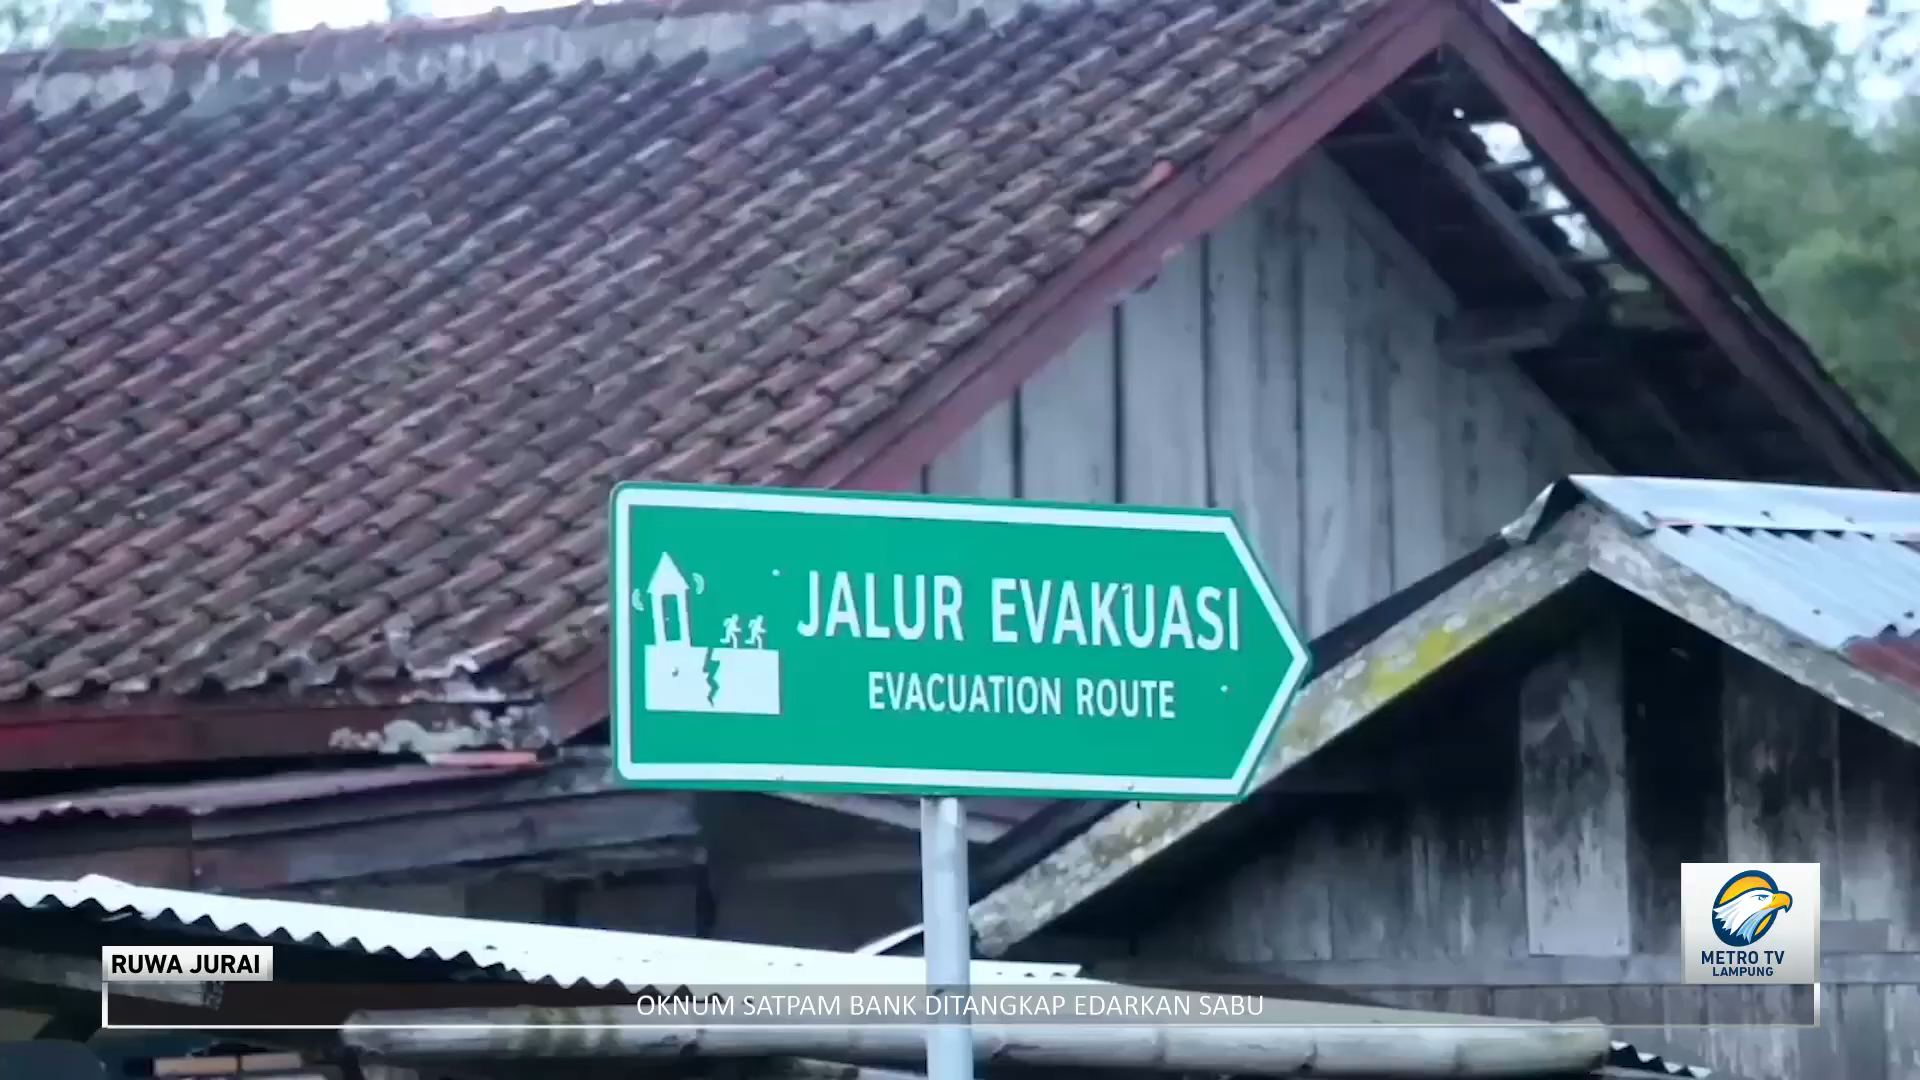 JALUR EVAKUASI
EVACUATION ROUTE
RUWA JURAI
METRO TV
LAMPUNG
OKNUM SATPAM BANK DITANGKAP EDARKAN SABU